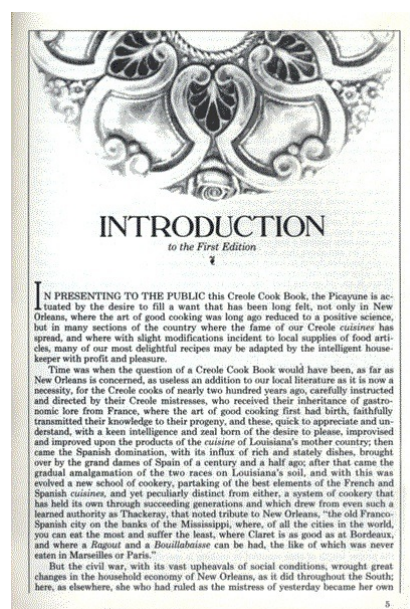 INTRODUCTION
to the First Edition
IN PRESENTING TO THE PUBLIC this Creole Cook Book, the Picayune is ac-
tuated by the desire to fill a want that has been long felt, not only in New
Orleans, where the art of good cooking was long ago reduced to a positive science,
but in many sections of the country where the fame of our Creole cuisines has
spread, and where with slight modifications incident to local supplies of food arti-
cles, many of our most delightful recipes may be adapted by the intelligent house-
keeper with profit and pleasure.
Time was when the question of a Creole Cook Book would have been, as far as
New Orleans is concerned, as useless an addition to our local literature as it is now a
necessity, for the Creole cooks of nearly two hundred years ago, carefully instructed
and directed by their Creole mistresses, who received their inheritance of gastro-
nomic lore from France, where the art of good cooking first had birth, faithfully
transmitted their knowledge to their progeny, and these, quick to appreciate and un-
derstand, with a keen intelligence and zeal born of the desire to please, improvised
and improved upon the products of the cuisine of Louisiana's mother country; then
came the Spanish domination, with its influx of rich and stately dishes, brought
over by the grand dames of Spain of a century and a half ago; after that came the
gradual amalgamation of the two races on Louisiana's soil, and with this was
evolved a new school of cookery, partaking of the best elements of the French and
Spanish cuisines, and yet peculiarly distinct from either, a system of cookery that
has held its own through succeeding generations and which drew from even such a
learned authority as Thackeray, that noted tribute to New Orleans, "the old Franco-
Spanish city on the banks of the Mississippi, where, of all the cities in the world,
you can eat the most and suffer the least, where Claret is as good as at Bordeaux,
and where a Ragout and a Bouillabaisse can be had, the like of which was never
eaten in Marseilles or Paris."
But the civil war, with its vast upheavals of social conditions, wrought great
changes in the household economy of New Orleans, as it did throughout the South;
here, as elsewhere, she who had ruled as the mistress of yesterday became her own
5